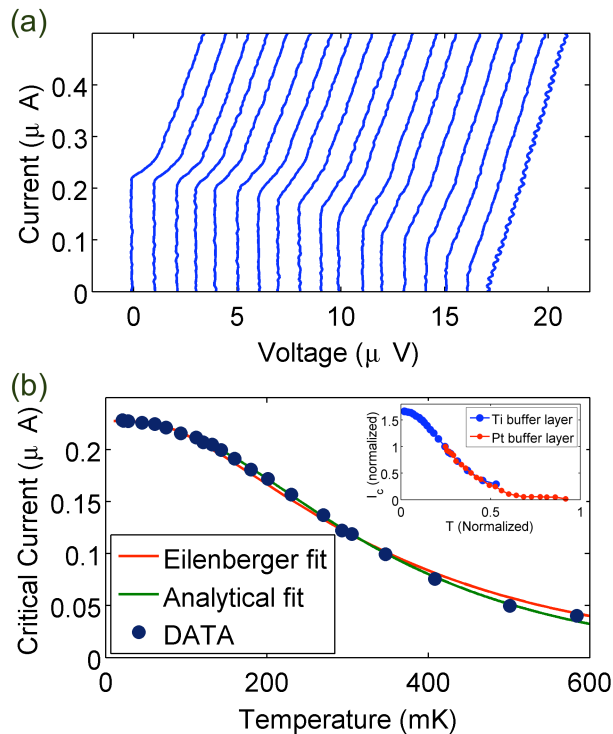 (a)
Current (μ A)
0.4
0.3
0.2
0.1
0
0 5 10 15 20
Voltage (μ V)
(b)
Critical Current (μ A)
0.2
0.15
0.1
0.05
0
0 200 400 600
Temperature (mK)
Eilenberger fit
Analytical fit
DATA
I_c (normalized)
1.5
1
0.5
0
0 0.5 1
T (Normalized)
Ti buffer layer
Pt buffer layer